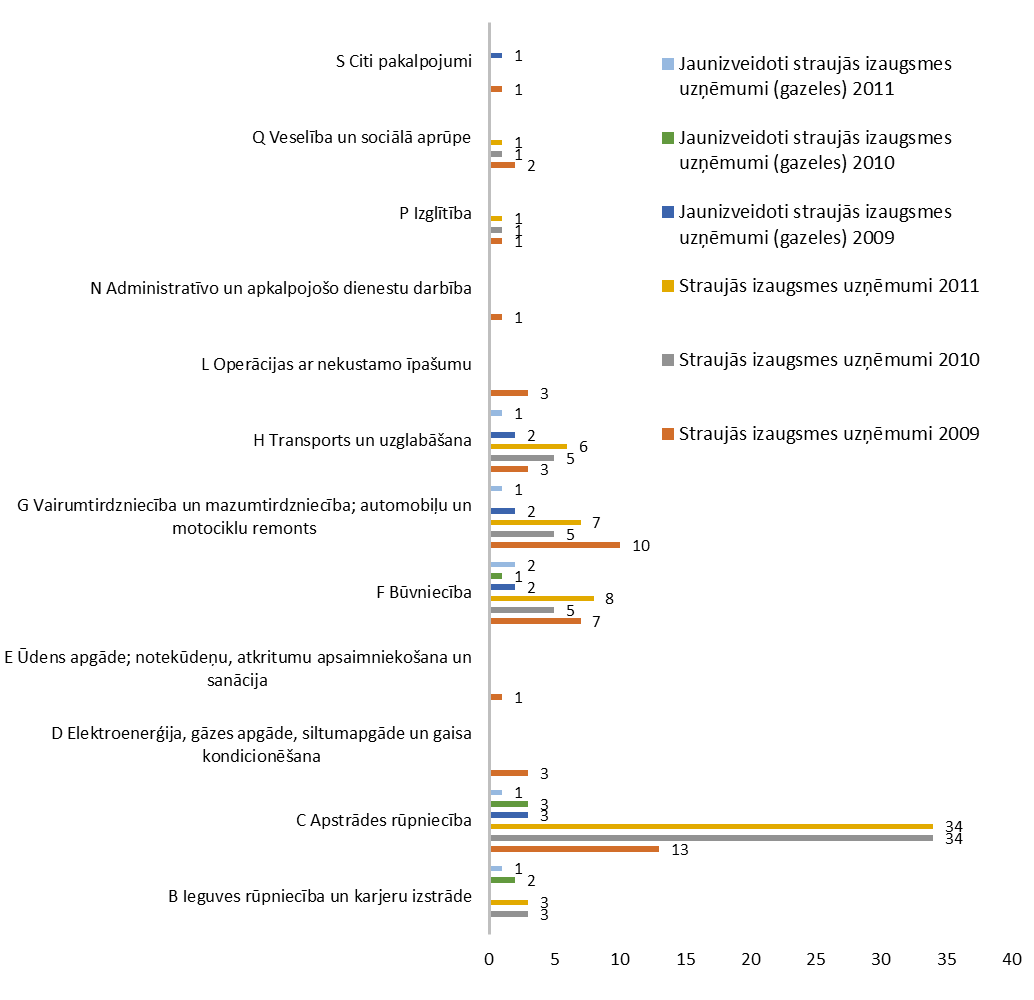 S Citi pakalpojumi
1
1
Q Veselība un sociālā aprūpe
1
1
2
P Izglītība
1
1
1
N Administratīvo un apkalpojošo dienestu darbība
1
L Operācijas ar nekustamo īpašumu
3
H Transports un uzglabāšana
1
2
6
5
3
G Vairumtirdzniecība un mazumtirdzniecība; automobiļu un
motociklu remonts
1
2
7
5
10
F Būvniecība
2
1
2
8
5
7
E Ūdens apgāde; notekūdeņu, atkritumu apsaimniekošana un
sanācija
1
D Elektroenerģija, gāzes apgāde, siltumapgāde un gaisa
kondicionēšana
3
C Apstrādes rūpniecība
1
3
3
34
34
13
B Ieguves rūpniecība un karjeru izstrāde
1
2
3
3
0 5 10 15 20 25 30 35 40
Jaunizveidoti straujās izaugsmes
uzņēmumi (gazeles) 2011
Jaunizveidoti straujās izaugsmes
uzņēmumi (gazeles) 2010
Jaunizveidoti straujās izaugsmes
uzņēmumi (gazeles) 2009
Straujās izaugsmes uzņēmumi 2011
Straujās izaugsmes uzņēmumi 2010
Straujās izaugsmes uzņēmumi 2009